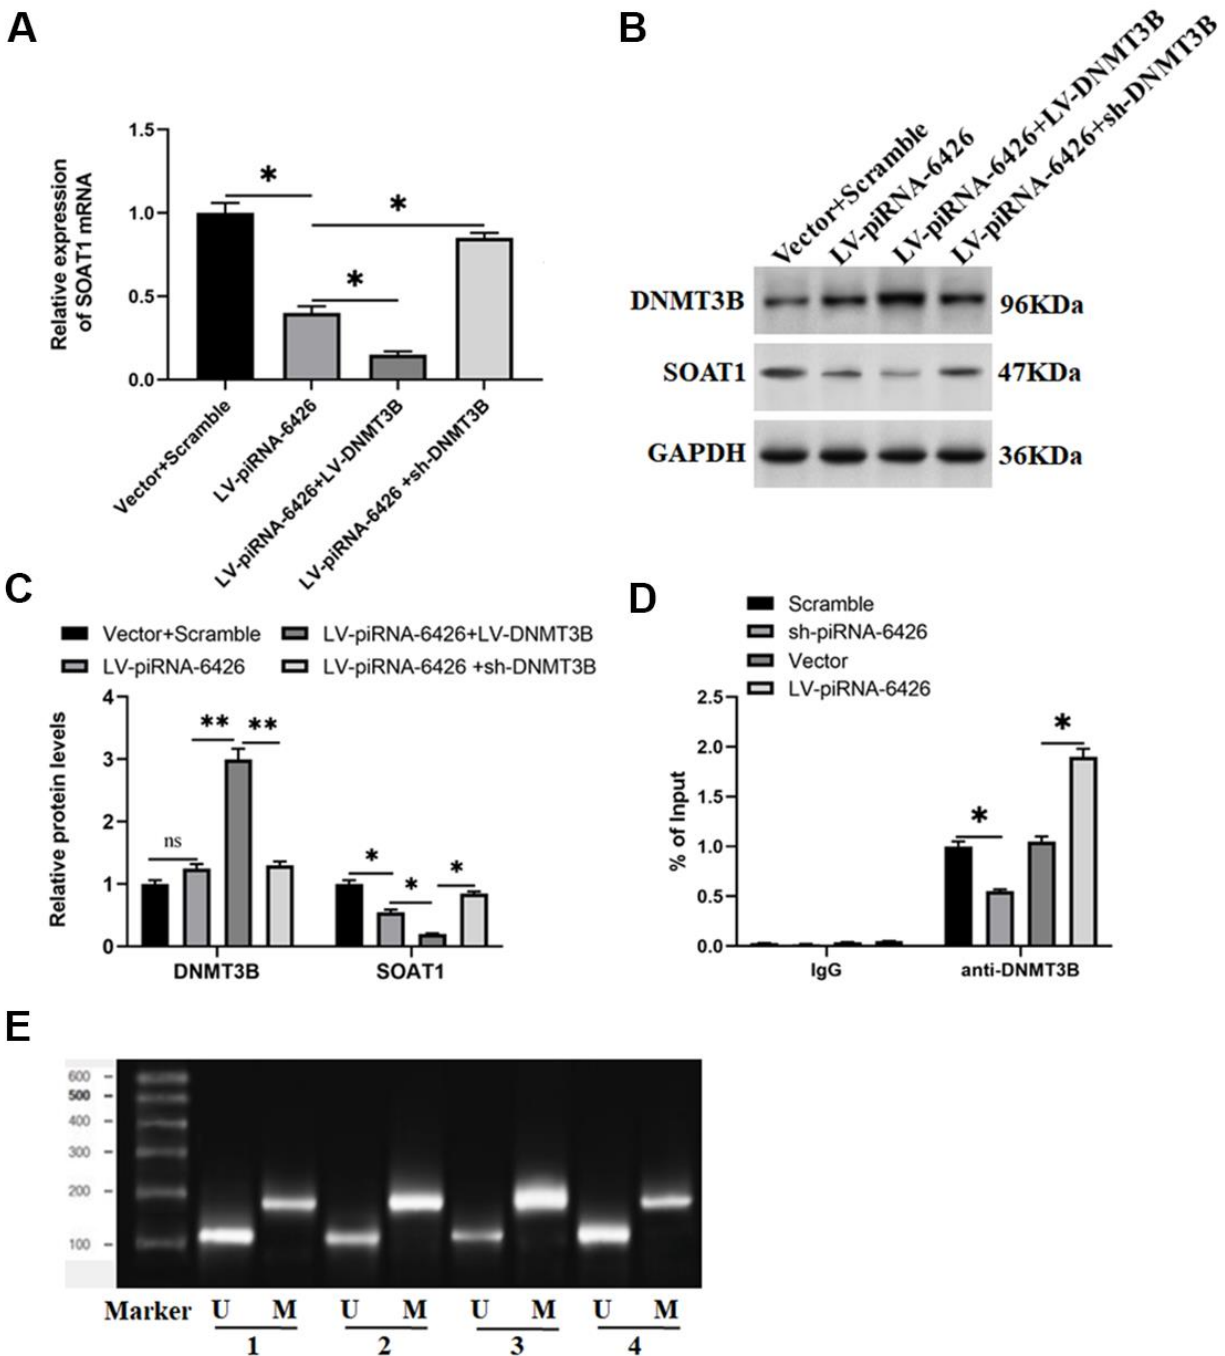 A
Relative expression
of SOAT1 mRNA
1.5
1.0
0.5
0.0
*
*
*
Vector+Scramble
LV-piRNA-6426
LV-piRNA-6426+LV-DNMT3B
LV-piRNA-6426 +sh-DNMT3B
B
Vector+Scramble
LV-piRNA-6426
LV-piRNA-6426+LV-DNMT3B
LV-piRNA-6426+sh-DNMT3B
DNMT3B 96KDa
SOAT1 47KDa
GAPDH 36KDa
C
Vector+Scramble LV-piRNA-6426+LV-DNMT3B
LV-piRNA-6426 LV-piRNA-6426 +sh-DNMT3B
Relative protein levels
4
3
2
1
0
ns ** **
* * *
DNMT3B SOAT1
D
Scramble
sh-piRNA-6426
Vector
LV-piRNA-6426
% of Input
2.5
2.0
1.5
1.0
0.5
0.0
* *
IgG anti-DNMT3B
E
600
500
400
300
200
100
Marker U M U M U M U M
1 2 3 4